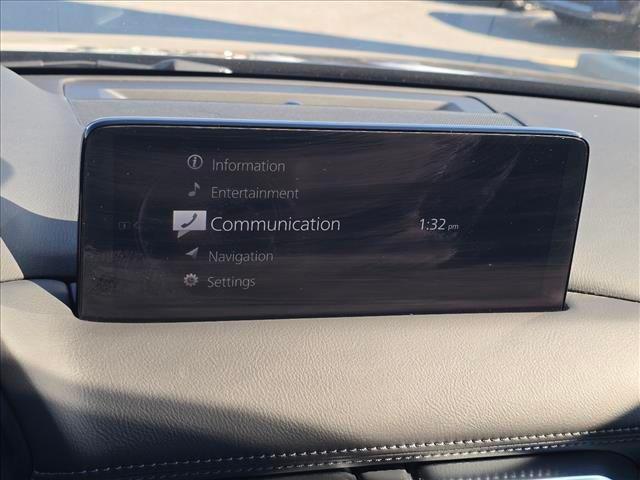 Information
Entertainment
Communication 1:32 pm
Navigation
Settings